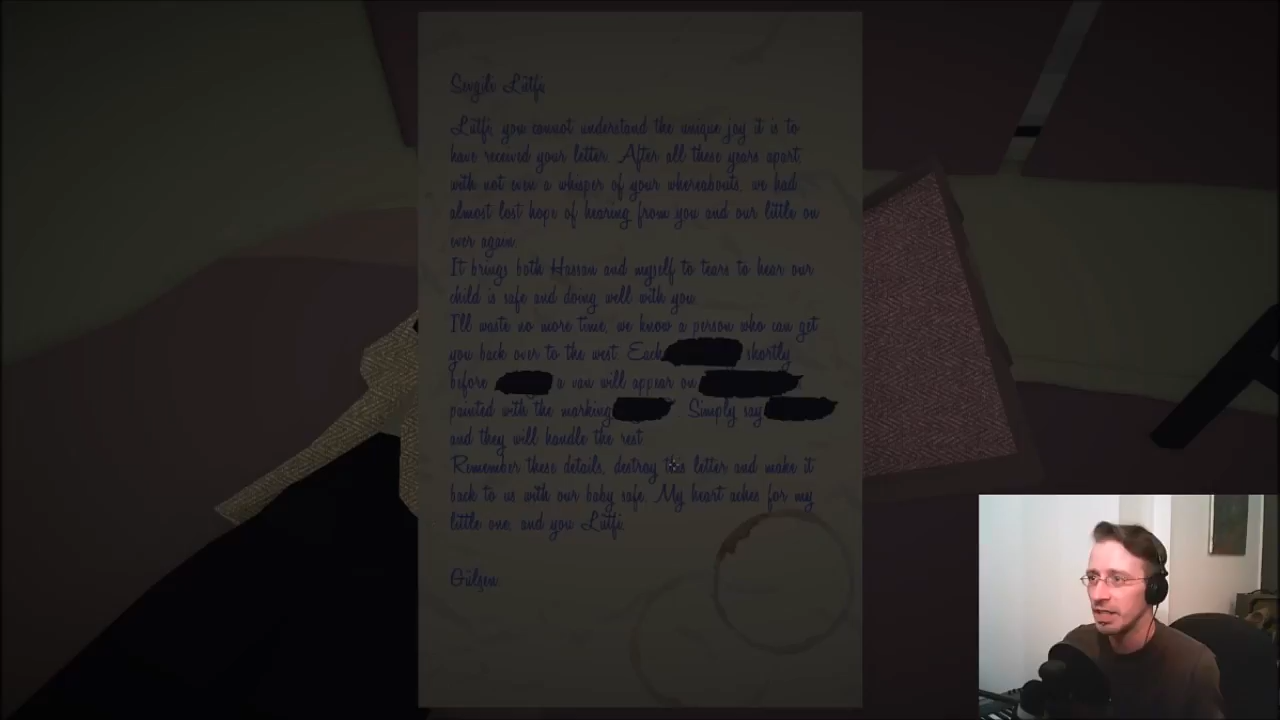 Sevgili Lütfi,
Lütfi, you cannot understand the unique joy it is to
have received your letter. After all these years apart,
with not even a whisper of your whereabouts, we had
almost lost hope of hearing from you and our little on
ever again.
It brings both Hassan and myself to tears to hear our
child is safe and doing well with you.
I'll waste no more time, we know a person who can get
you back over to the west. Each shortly
before a van will appear on
painted with the marking . Simply say
and they will handle the rest.
Remember these details, destroy this letter and make it
back to us with our baby safe. My heart aches for my
little one, and you Lütfi.
Gülşen